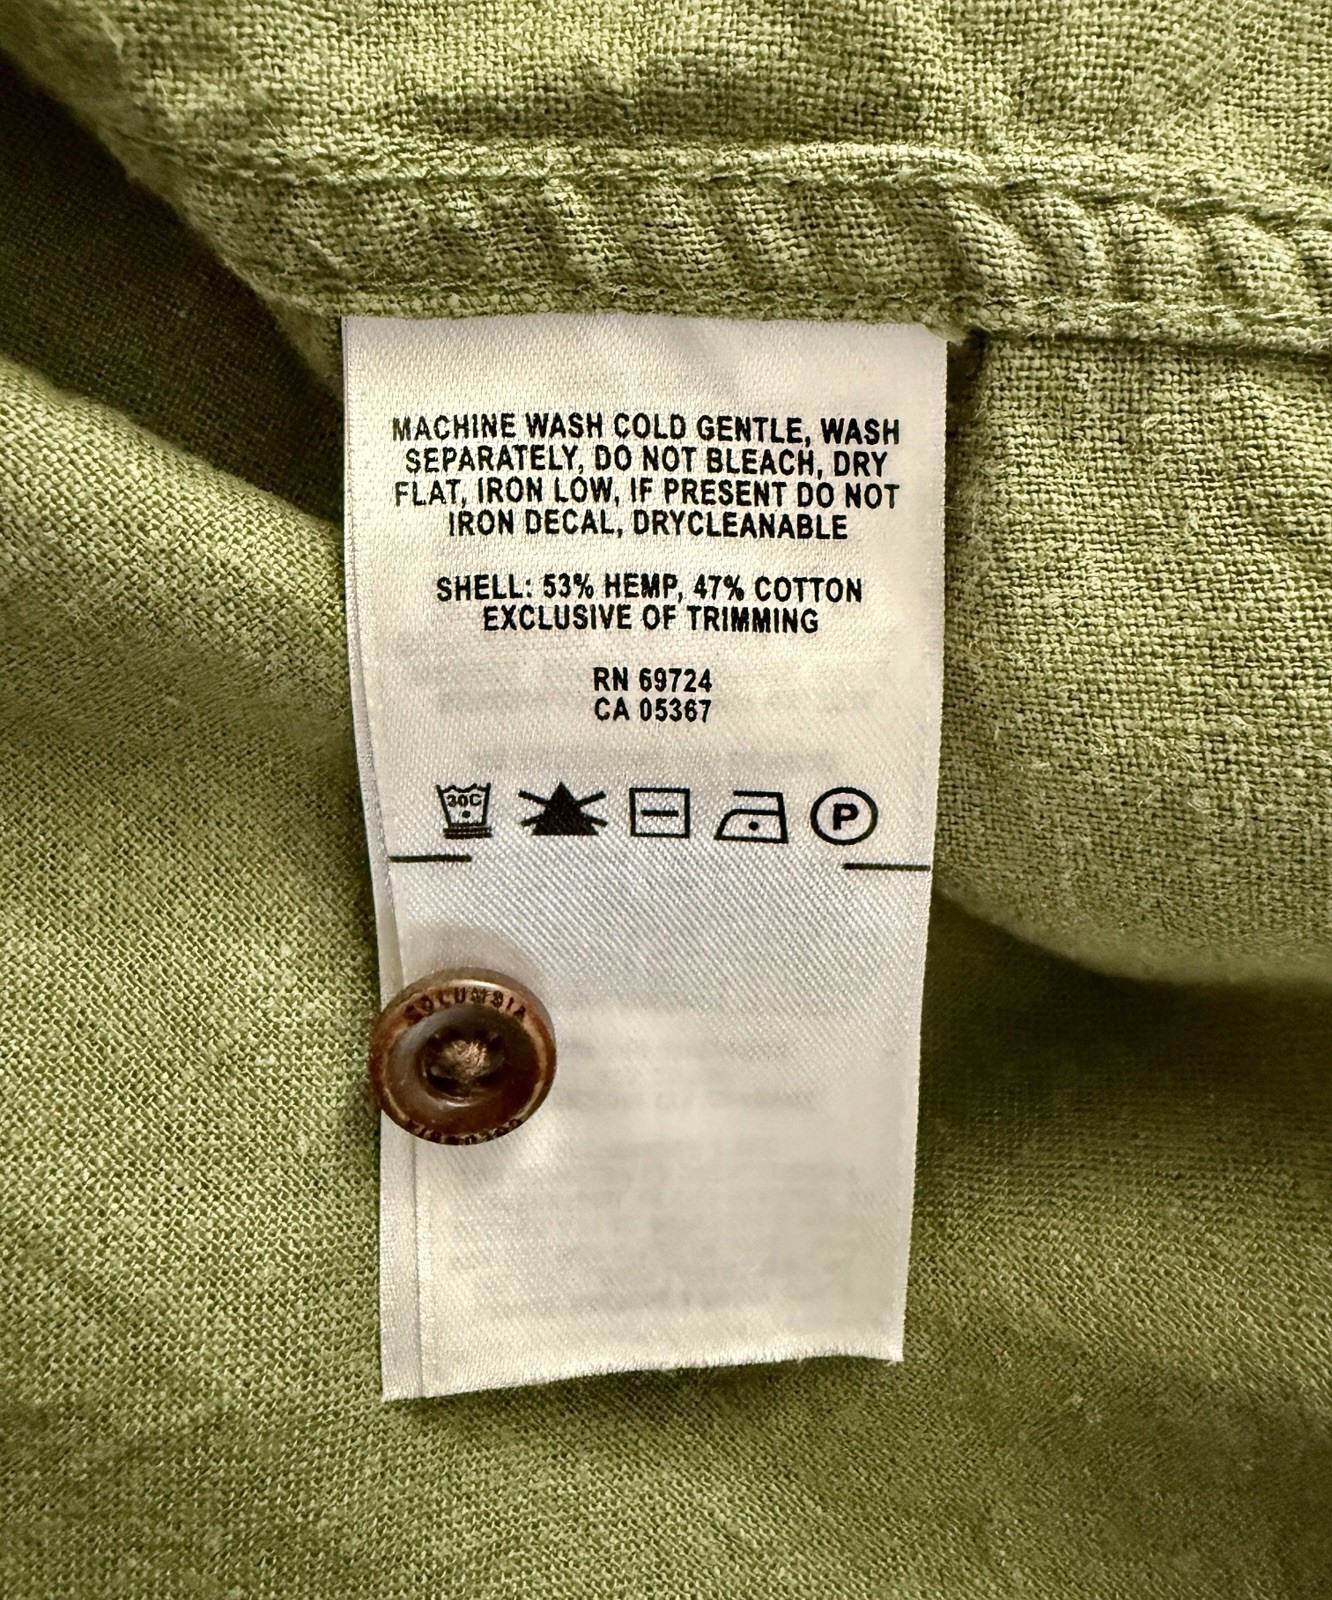 MACHINE WASH COLD GENTLE, WASH
SEPARATELY, DO NOT BLEACH, DRY
FLAT, IRON LOW, IF PRESENT DO NOT
IRON DECAL, DRYCLEANABLE
SHELL: 53% HEMP, 47% COTTON
EXCLUSIVE OF TRIMMING
RN 69724
CA 05367
30C
P
COLUMBIA